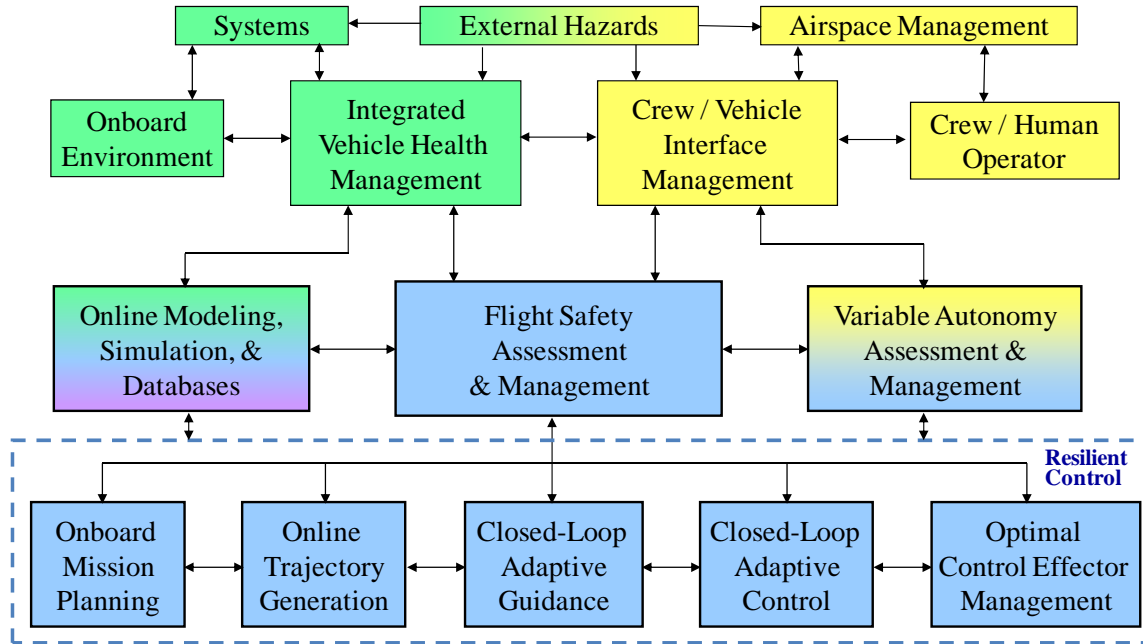 Systems
External Hazards
Airspace Management
Onboard
Environment
Integrated
Vehicle Health
Management
Crew / Vehicle
Interface
Management
Crew / Human
Operator
Online Modeling,
Simulation, &
Databases
Flight Safety
Assessment
& Management
Variable Autonomy
Assessment &
Management
Resilient
Control
Onboard
Mission
Planning
Online
Trajectory
Generation
Closed-Loop
Adaptive
Guidance
Closed-Loop
Adaptive
Control
Optimal
Control Effector
Management